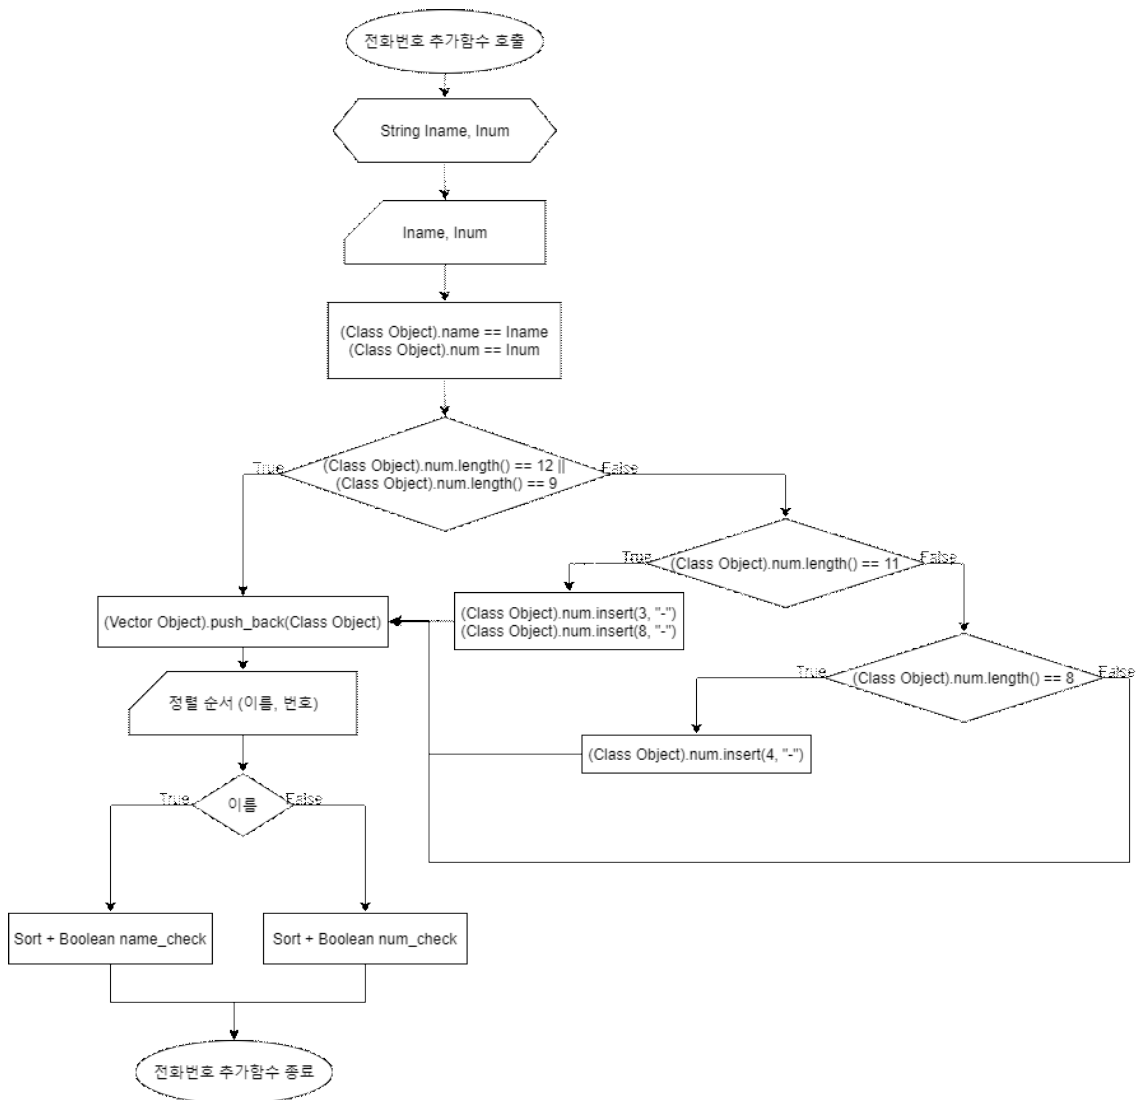 전화번호 추가함수 호출
String Iname, Inum
Iname, Inum
(Class Object).name == Iname
(Class Object).num == Inum
True
(Class Object).num.length() == 12 ||
(Class Object).num.length() == 9
False
True
(Class Object).num.length() == 11
False
(Vector Object).push_back(Class Object)
(Class Object).num.insert(3, "-")
(Class Object).num.insert(8, "-")
True
(Class Object).num.length() == 8
False
정렬 순서 (이름, 번호)
(Class Object).num.insert(4, "-")
True
이름
False
Sort + Boolean name_check
Sort + Boolean num_check
전화번호 추가함수 종료